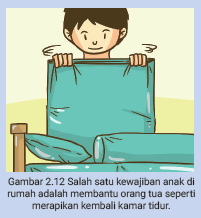 Gambar 2.12 Salah satu kewajiban anak di
rumah adalah membantu orang tua seperti
merapikan kembali kamar tidur.